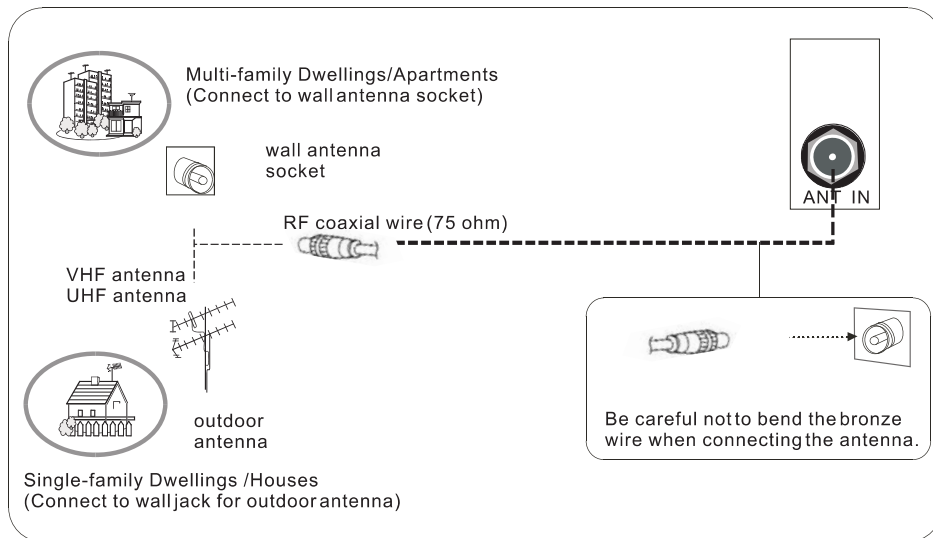 Multi-family Dwellings/Apartments
(Connect to wall antenna socket)
wall antenna
socket
ANT IN
RF coaxial wire (75 ohm)
VHF antenna
UHF antenna
outdoor
antenna
Be careful not to bend the bronze
wire when connecting the antenna.
Single-family Dwellings /Houses
(Connect to wall jack for outdoor antenna)